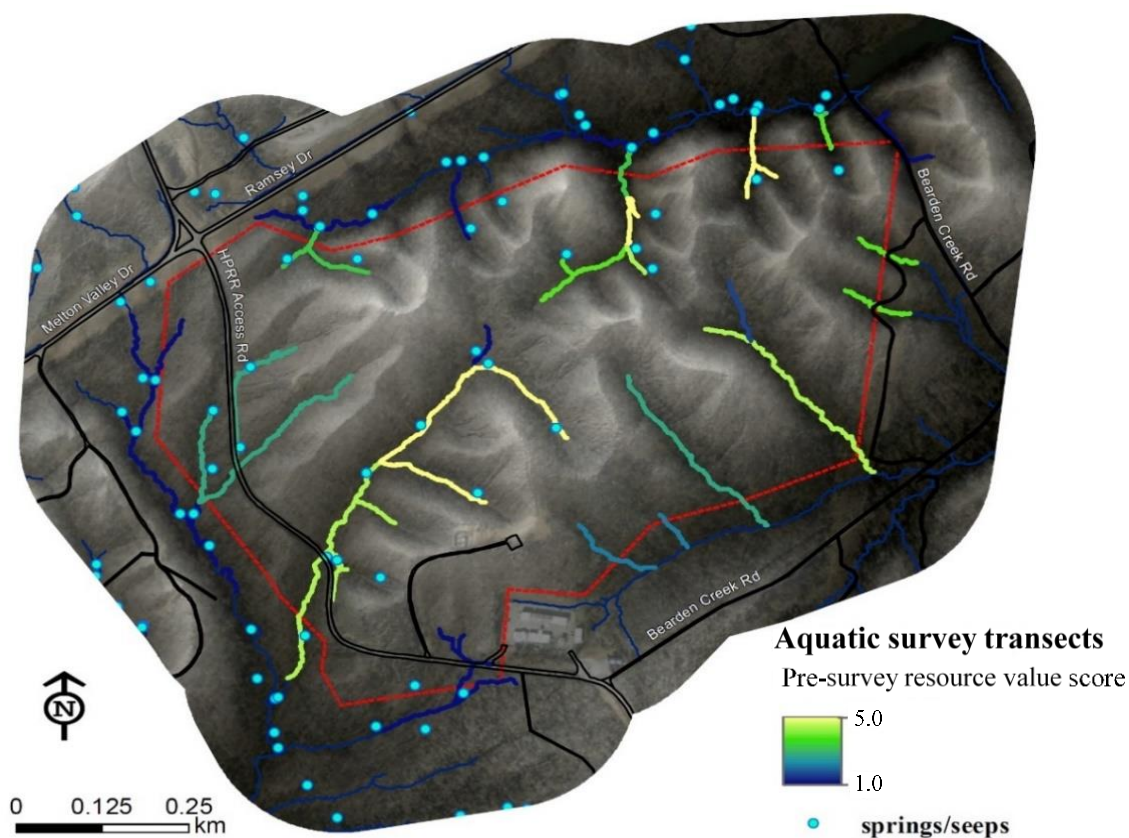 Ramsey Dr
Melton Valley Dr
HPRR Access Rd
Bearden Creek Rd
Bearden Creek Rd
Aquatic survey transects
Pre-survey resource value score
5.0
1.0
springs/seeps
N
0 0.125 0.25
km